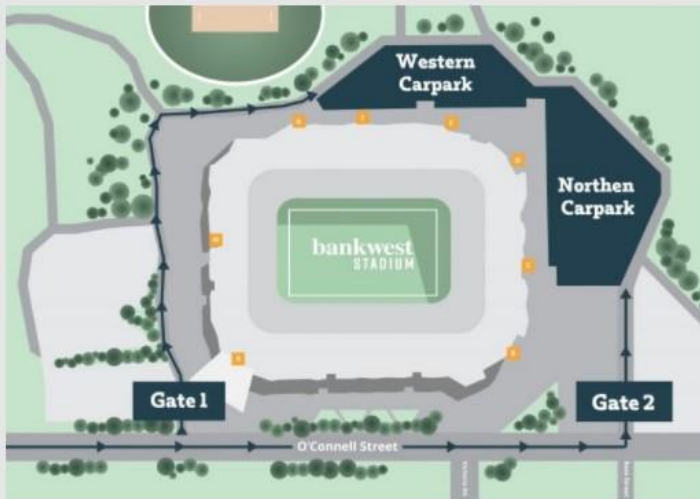 Western
Carpark
Northen
Carpark
bankwest
STADIUM
Gate 1
Gate 2
O'Connell Street